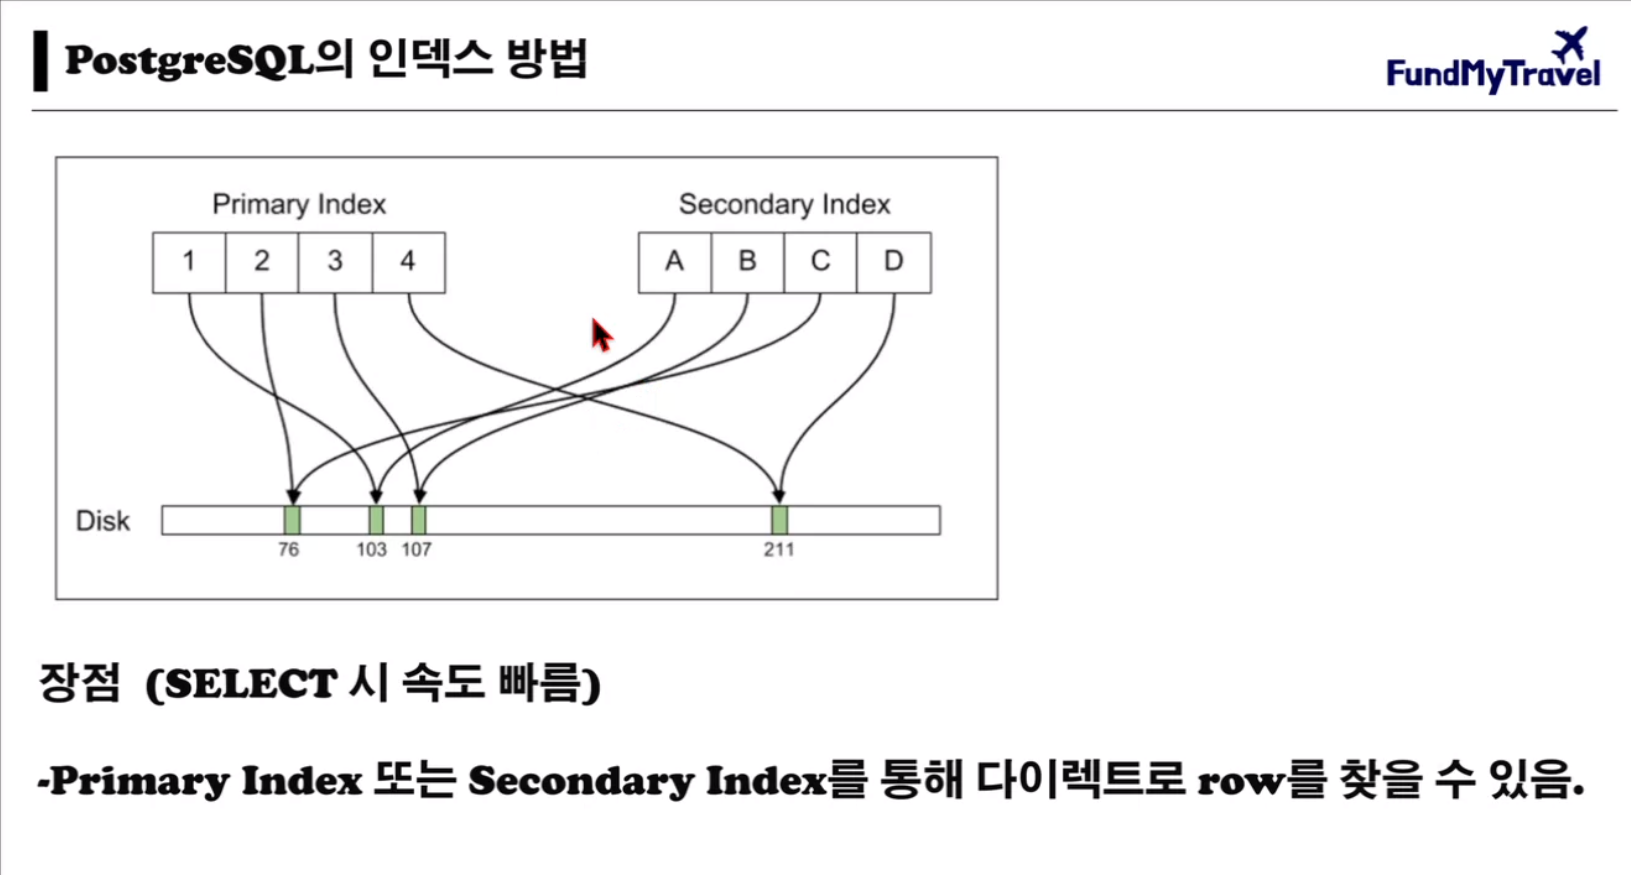 PostgreSQL의 인덱스 방법
FundMyTravel
Primary Index
Secondary Index
1 2 3 4
A B C D
Disk
76 103 107 211
장점 (SELECT 시 속도 빠름)
-Primary Index 또는 Secondary Index를 통해 다이렉트로 row를 찾을 수 있음.